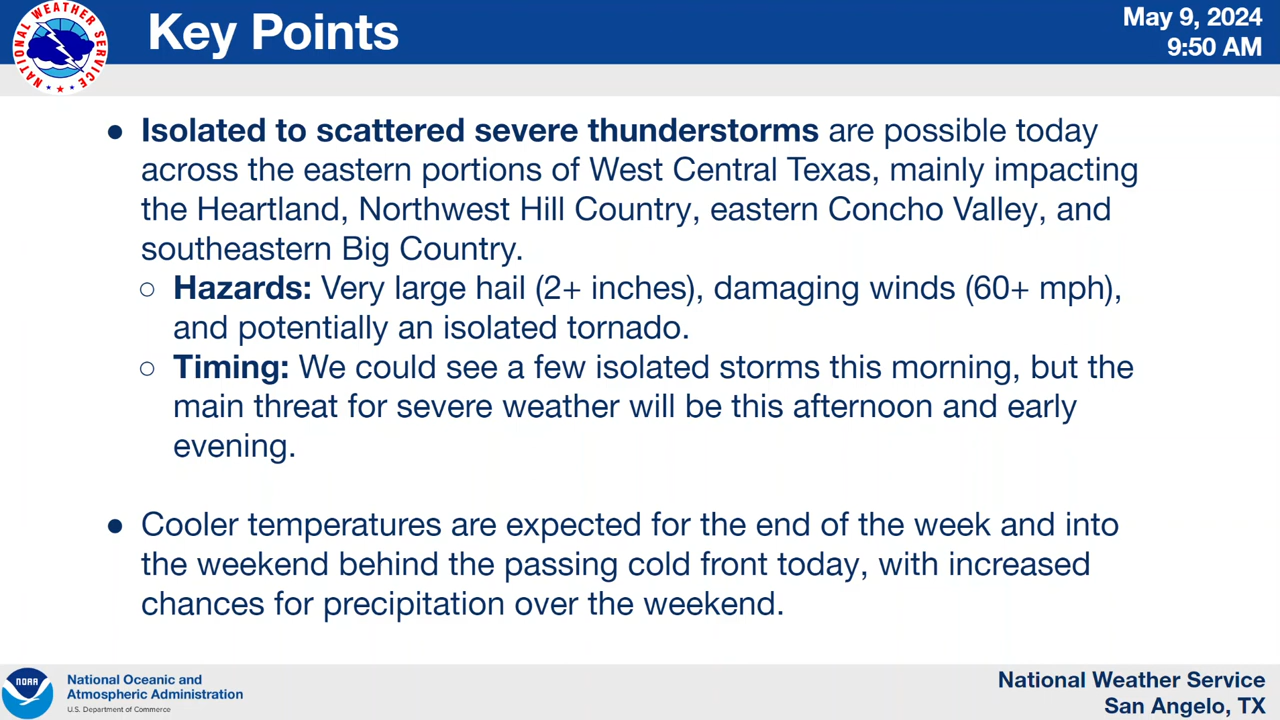 NATIONAL WEATHER SERVICE
Key Points
May 9, 2024
9:50 AM
● Isolated to scattered severe thunderstorms are possible today
across the eastern portions of West Central Texas, mainly impacting
the Heartland, Northwest Hill Country, eastern Concho Valley, and
southeastern Big Country.
○ Hazards: Very large hail (2+ inches), damaging winds (60+ mph),
and potentially an isolated tornado.
○ Timing: We could see a few isolated storms this morning, but the
main threat for severe weather will be this afternoon and early
evening.
● Cooler temperatures are expected for the end of the week and into
the weekend behind the passing cold front today, with increased
chances for precipitation over the weekend.
NOAA
National Oceanic and
Atmospheric Administration
U.S. Department of Commerce
National Weather Service
San Angelo, TX